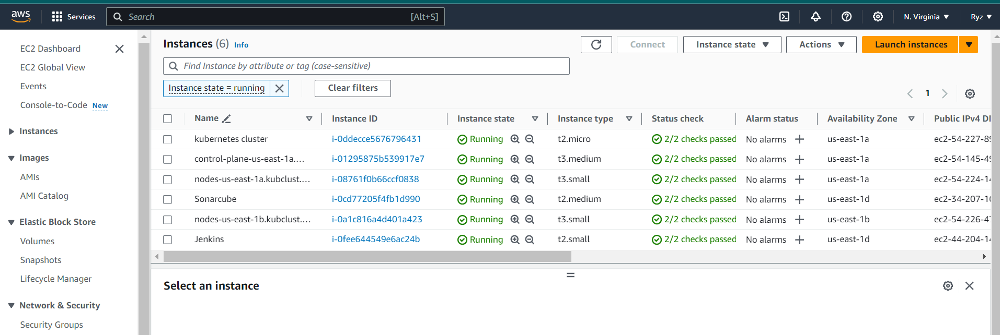 aws Services Search [Alt+S] N. Virginia Ryz
EC2 Dashboard
EC2 Global View
Events
Console-to-Code New
Instances
Images
AMIs
AMI Catalog
Elastic Block Store
Volumes
Snapshots
Lifecycle Manager
Network & Security
Security Groups
Instances (6) Info Connect Instance state Actions Launch instances
Find Instance by attribute or tag (case-sensitive)
Instance state = running Clear filters
1
Name Instance ID Instance state Instance type Status check Alarm status Availability Zone Public IPv4
kubernetes cluster i-0ddecce5676796431 Running t2.micro 2/2 checks passed No alarms us-east-1a ec2-54-227-8
control-plane-us-east-1a.... i-01295875b539917e7 Running t3.medium 2/2 checks passed No alarms us-east-1a ec2-54-145-4
nodes-us-east-1a.kubclust.... i-08761f0b66ccf0838 Running t3.small 2/2 checks passed No alarms us-east-1a ec2-54-224-1
Sonarcube i-0cd77205f4fb1d990 Running t2.medium 2/2 checks passed No alarms us-east-1d ec2-34-207-1
nodes-us-east-1b.kubclust.... i-0a1c816a4d401a423 Running t3.small 2/2 checks passed No alarms us-east-1b ec2-54-226-4
Jenkins i-0fee644549e6ac24b Running t2.small 2/2 checks passed No alarms us-east-1d ec2-44-204-1
Select an instance